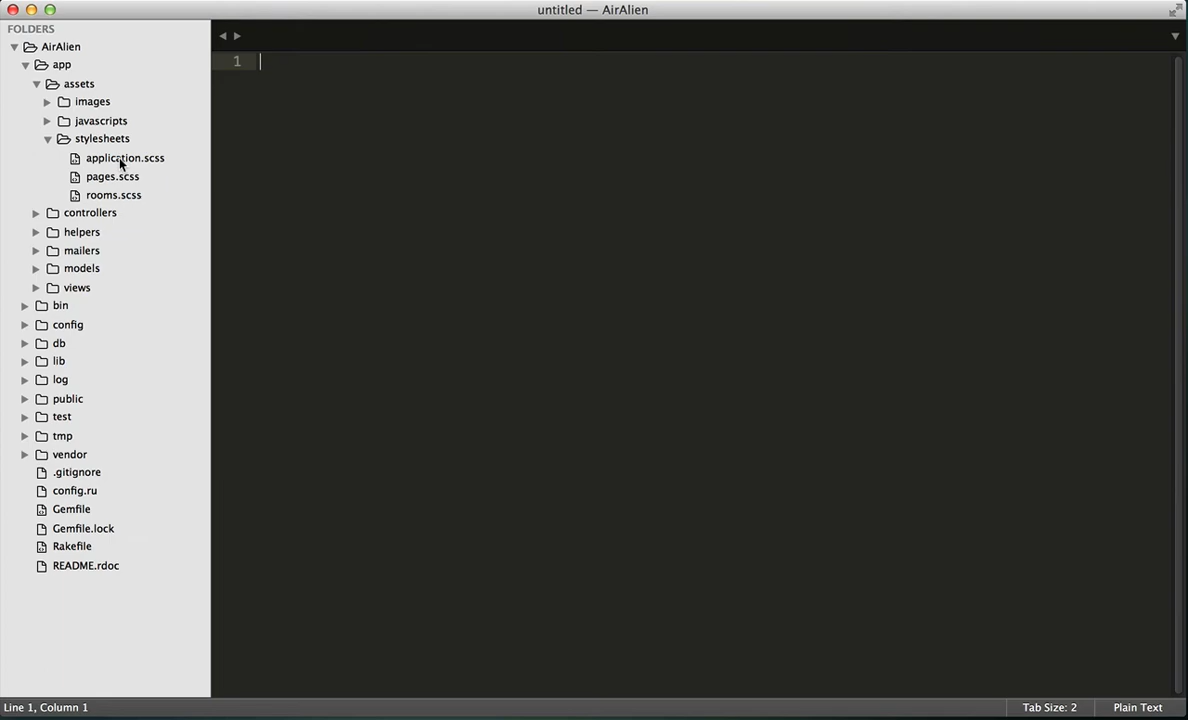 untitled — AirAlien
FOLDERS
AirAlien
app
assets
images
javascripts
stylesheets
application.scss
pages.scss
rooms.scss
controllers
helpers
mailers
models
views
bin
config
db
lib
log
public
test
tmp
vendor
.gitignore
config.ru
Gemfile
Gemfile.lock
Rakefile
README.rdoc
1
Line 1, Column 1
Tab Size: 2
Plain Text